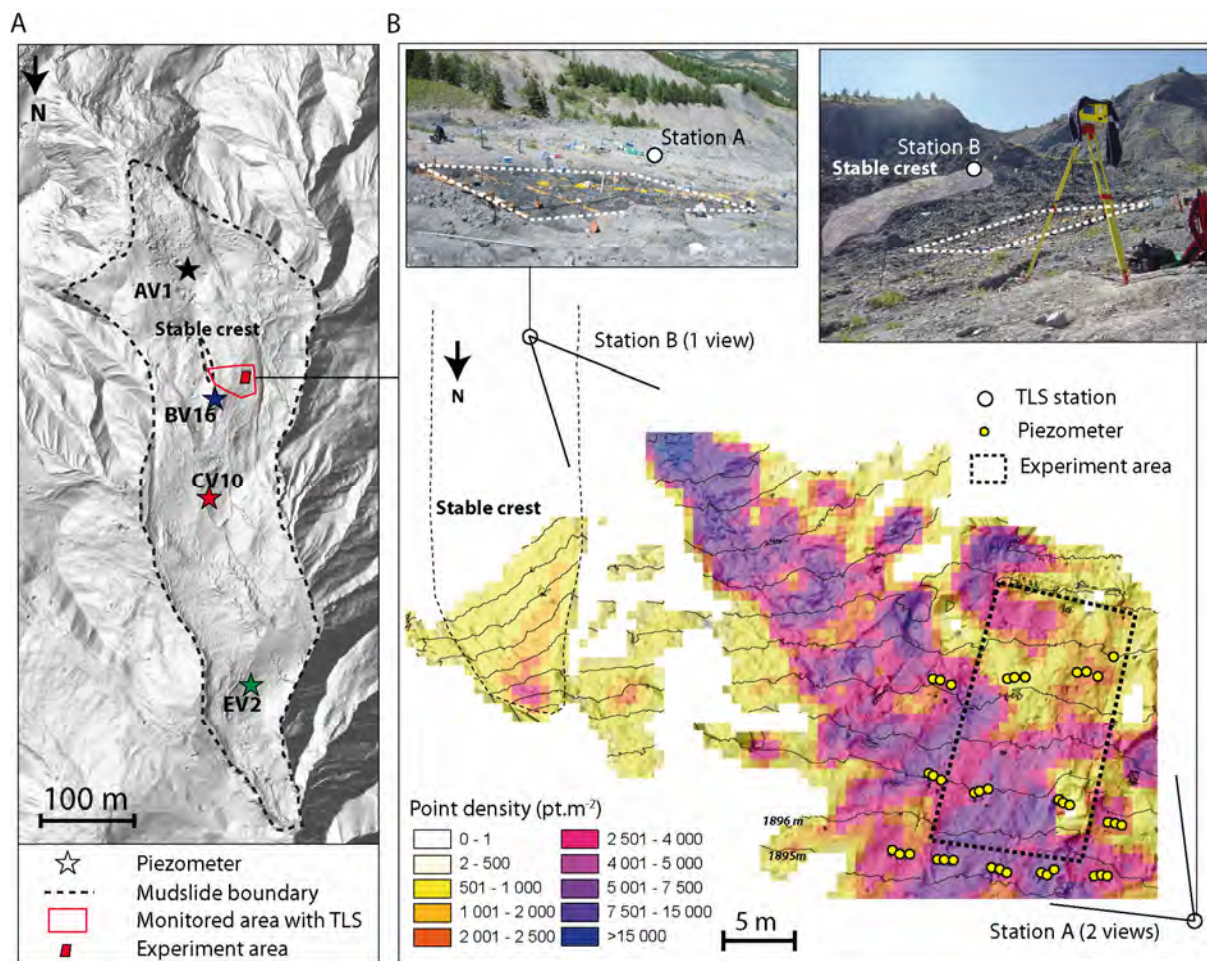 A
N
AV1
Stable crest
BV16
CV10
EV2
100 m
Piezometer
Mudslide boundary
Monitored area with TLS
Experiment area
B
Station A
Station B
Stable crest
Station B (1 view)
N
TLS station
Piezometer
Experiment area
Stable crest
1896 m
1895m
Point density (pt.m⁻²)
0 - 1
2 - 500
501 - 1 000
1 001 - 2 000
2 001 - 2 500
2 501 - 4 000
4 001 - 5 000
5 001 - 7 500
7 501 - 15 000
>15 000
5 m
Station A (2 views)